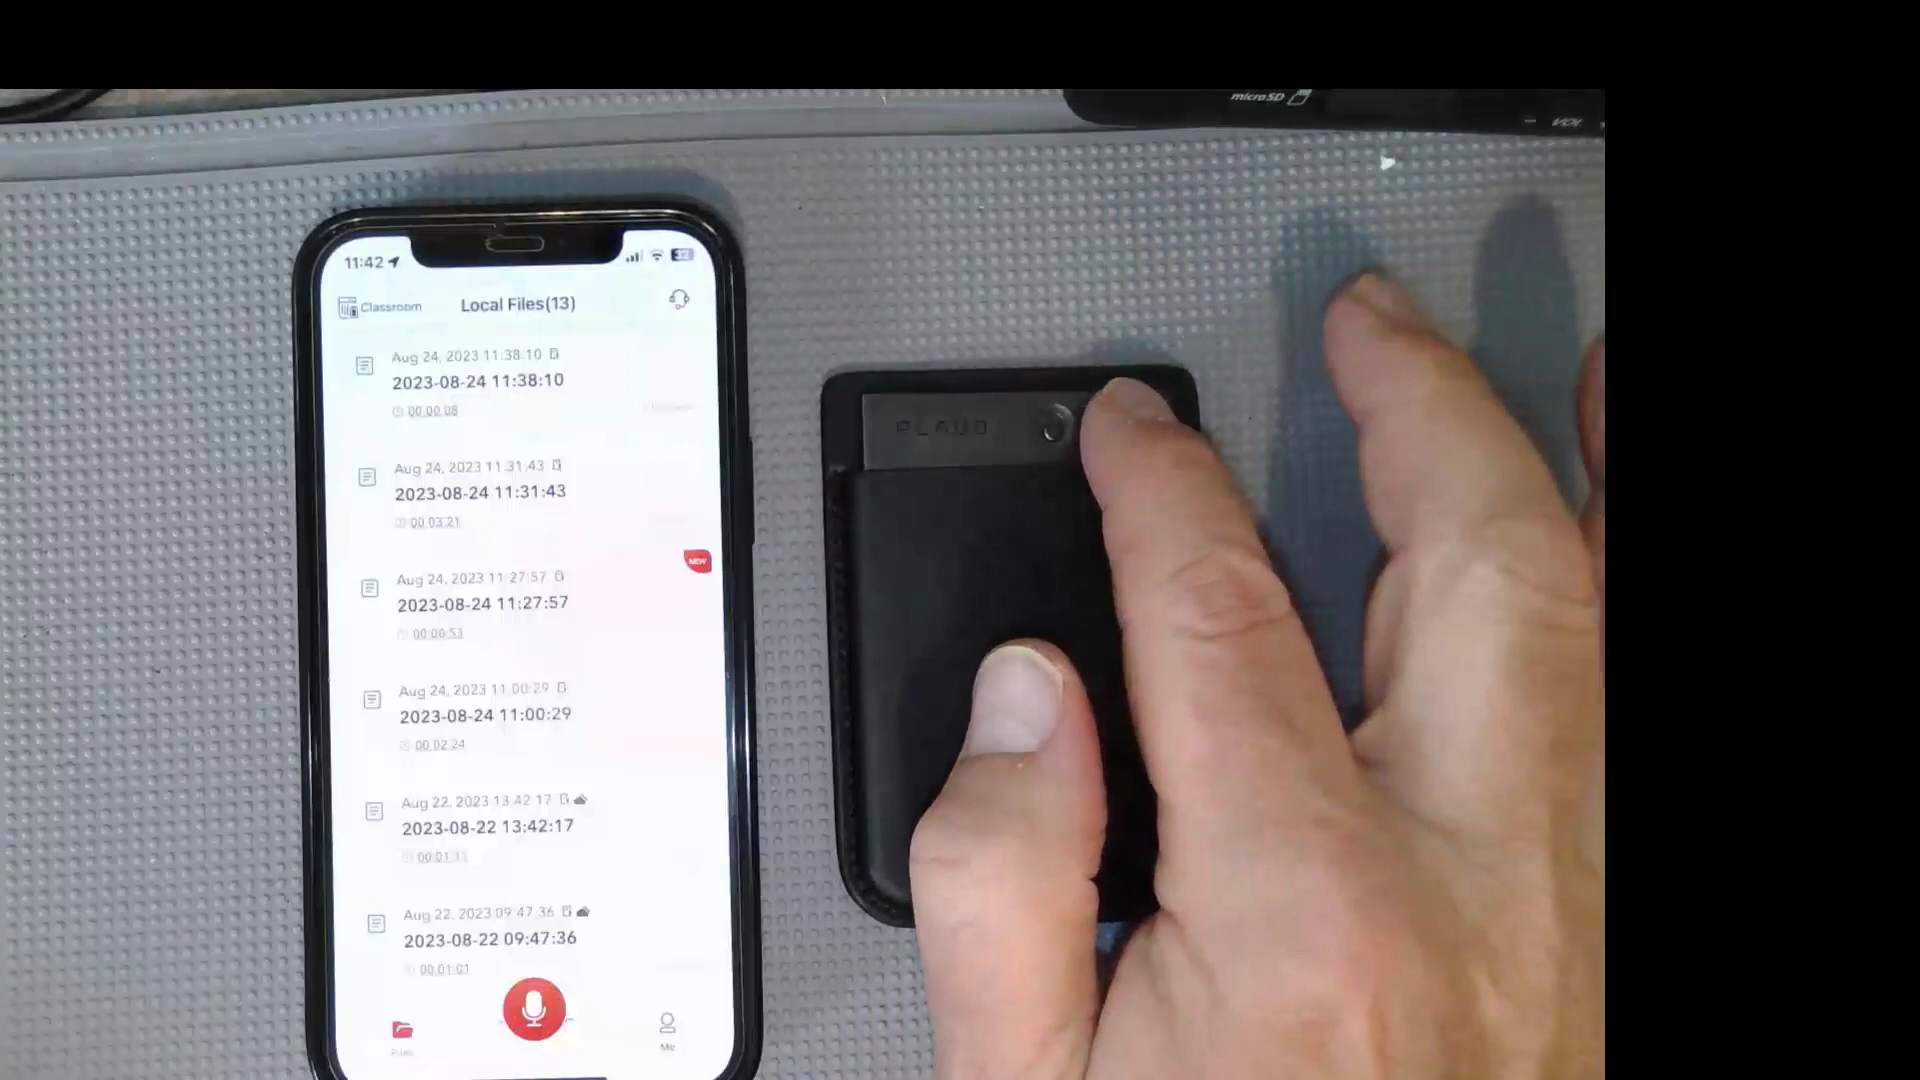 microSD
VOL
11:42
Classroom
Local Files(13)
Aug 24, 2023 11:38:10
2023-08-24 11:38:10
00:00:08
Aug 24, 2023 11:31:43
2023-08-24 11:31:43
00:03:21
NEW
Aug 24, 2023 11:27:57
2023-08-24 11:27:57
00:00:53
Aug 24, 2023 11:00:29
2023-08-24 11:00:29
00:02:24
Aug 22, 2023 13:42:17
2023-08-22 13:42:17
Aug 22, 2023 09:47:36
2023-08-22 09:47:36
00:01:01
Files
Me
PLAUD